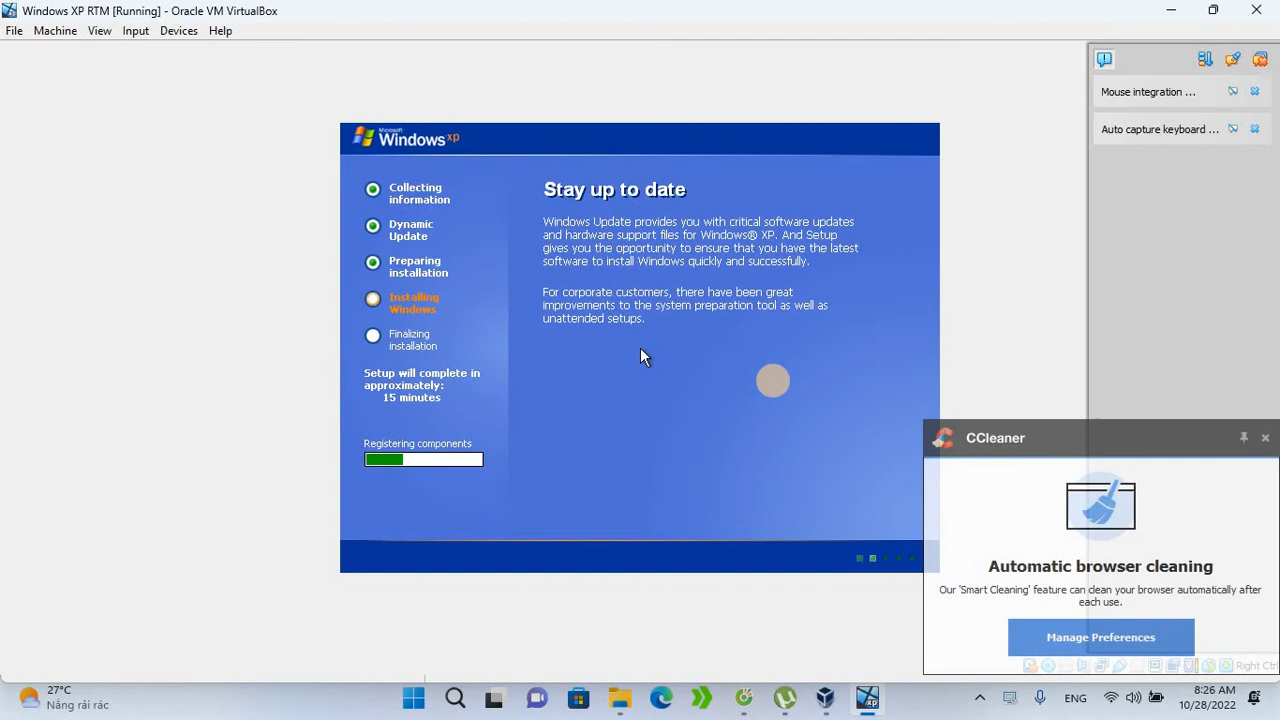 Windows XP RTM [Running] - Oracle VM VirtualBox
File Machine View Input Devices Help
Mouse integration ...
Auto capture keyboard ...
Microsoft
Windows xp
Collecting
information
Dynamic
Update
Preparing
installation
Installing
Windows
Finalizing
installation
Setup will complete in
approximately:
15 minutes
Registering components
Stay up to date
Windows Update provides you with critical software updates
and hardware support files for Windows® XP. And Setup
gives you the opportunity to ensure that you have the latest
software to install Windows quickly and successfully.
For corporate customers, there have been great
improvements to the system preparation tool as well as
unattended setups.
CCleaner
Automatic browser cleaning
Our 'Smart Cleaning' feature can clean your browser automatically after
each use.
Manage Preferences
Right Ctrl
27°C
Nắng rải rác
xp
ENG
8:26 AM
10/28/2022